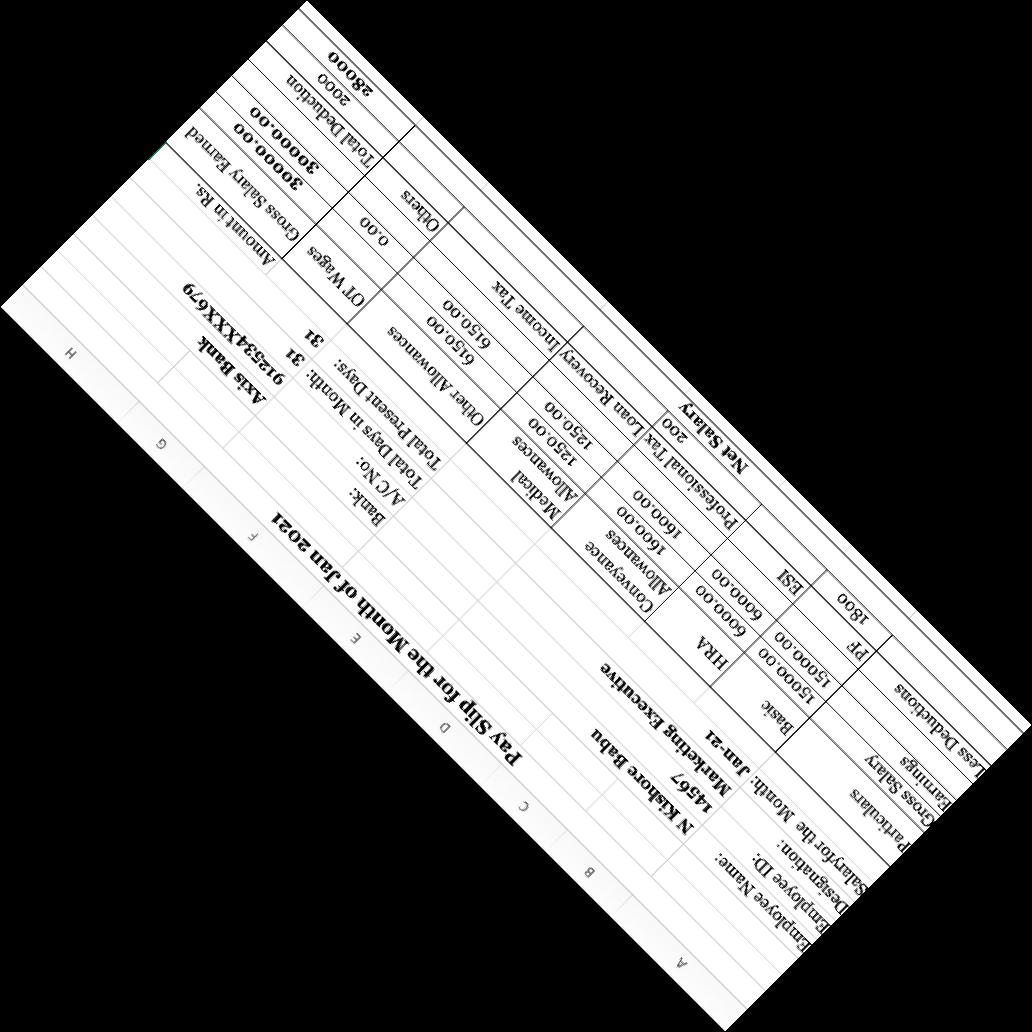 A B C D E F G H
Pay Slip for the Month of Jan 2021
Employee Name: N Kishore Babu Bank: Axis Bank
Employee ID: 14567 A/C No: 912534XXX679
Designation: Marketing Executive Total Days in Month: 31
Salaryfor the Month: Jan-21 Total Present Days: 31
Amount in Rs.
Particulars Basic HRA Conveyance Allowances Medical Allowances Other Allowances OT Wages Gross Salary Earned
Gross Salary 15000.00 6000.00 1600.00 1250.00 6150.00 30000.00
Earnings 15000.00 6000.00 1600.00 1250.00 6150.00 0.00 30000.00
Less Deductions PF ESI Professional Tax Loan Recovery Income Tax Others Total Deduction
1800 200 2000
Net Salary 28000